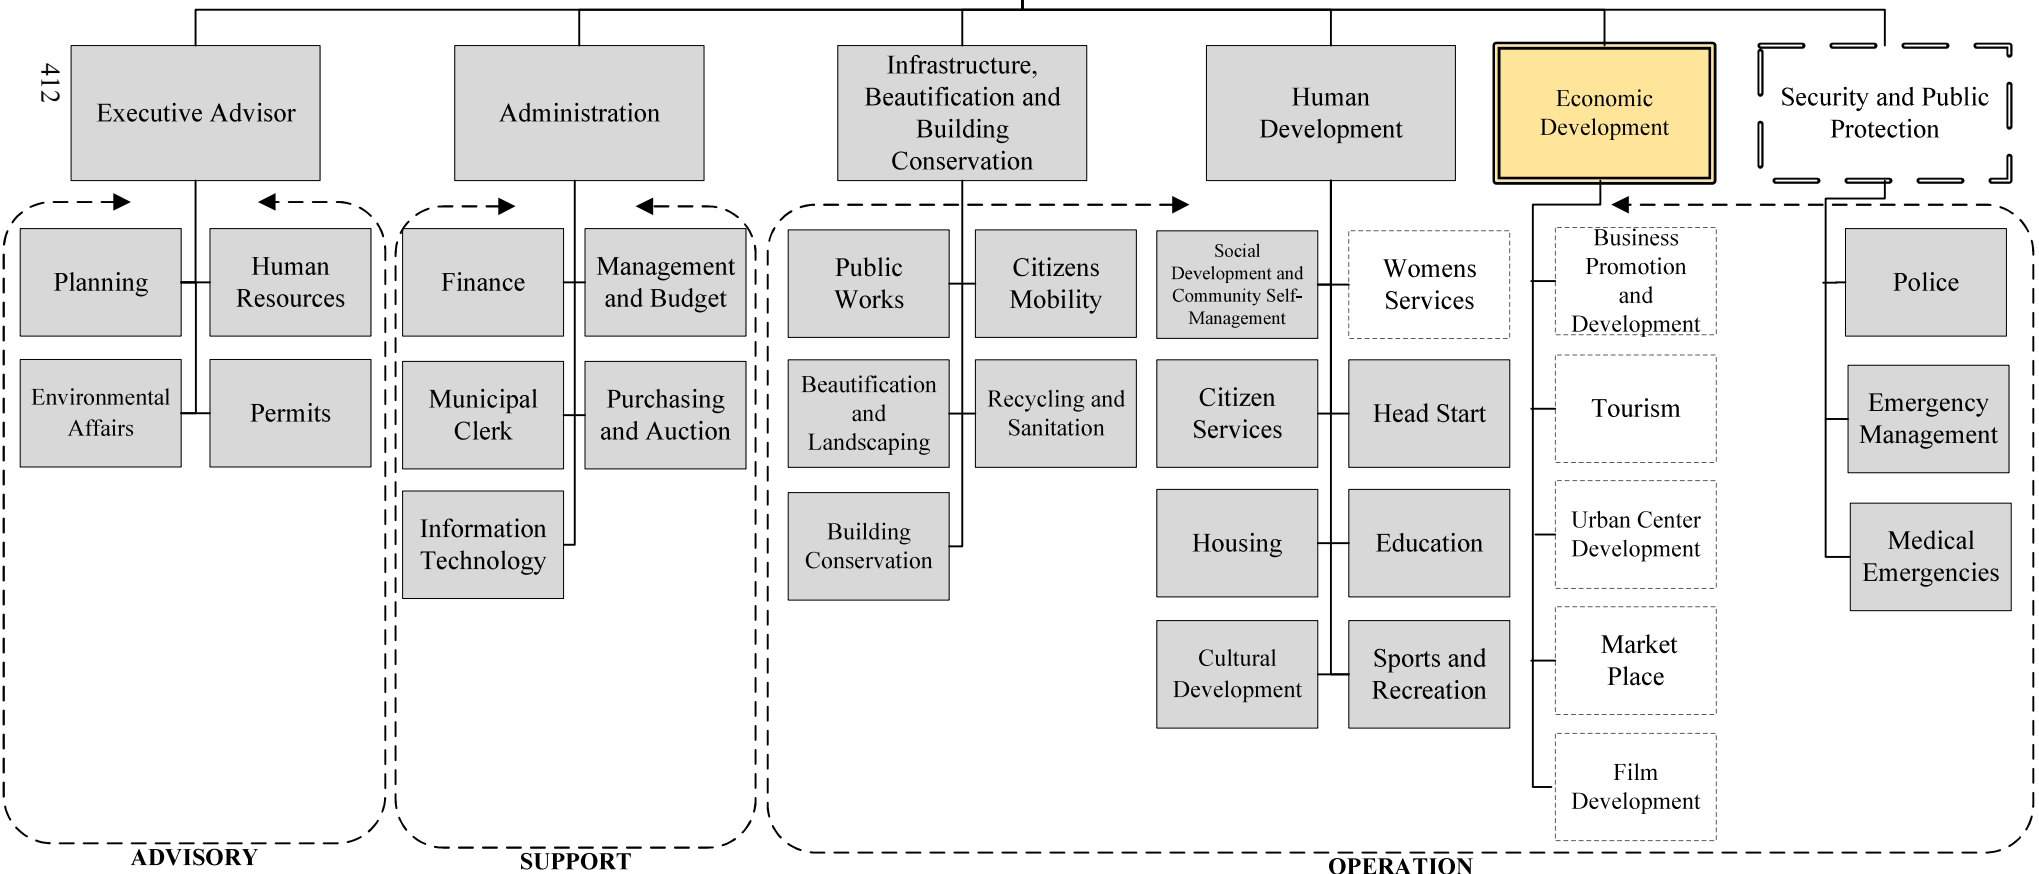 412
Executive Advisor
Administration
Infrastructure,
Beautification and
Building
Conservation
Human
Development
Economic
Development
Security and Public
Protection
Planning
Human
Resources
Environmental
Affairs
Permits
Finance
Management
and Budget
Municipal
Clerk
Purchasing
and Auction
Information
Technology
Public
Works
Citizens
Mobility
Beautification
and
Landscaping
Recycling and
Sanitation
Building
Conservation
Social
Development and
Community Self-
Management
Womens
Services
Citizen
Services
Head Start
Housing
Education
Cultural
Development
Sports and
Recreation
Business
Promotion
and
Development
Tourism
Urban Center
Development
Market
Place
Film
Development
Police
Emergency
Management
Medical
Emergencies
ADVISORY
SUPPORT
OPERATION